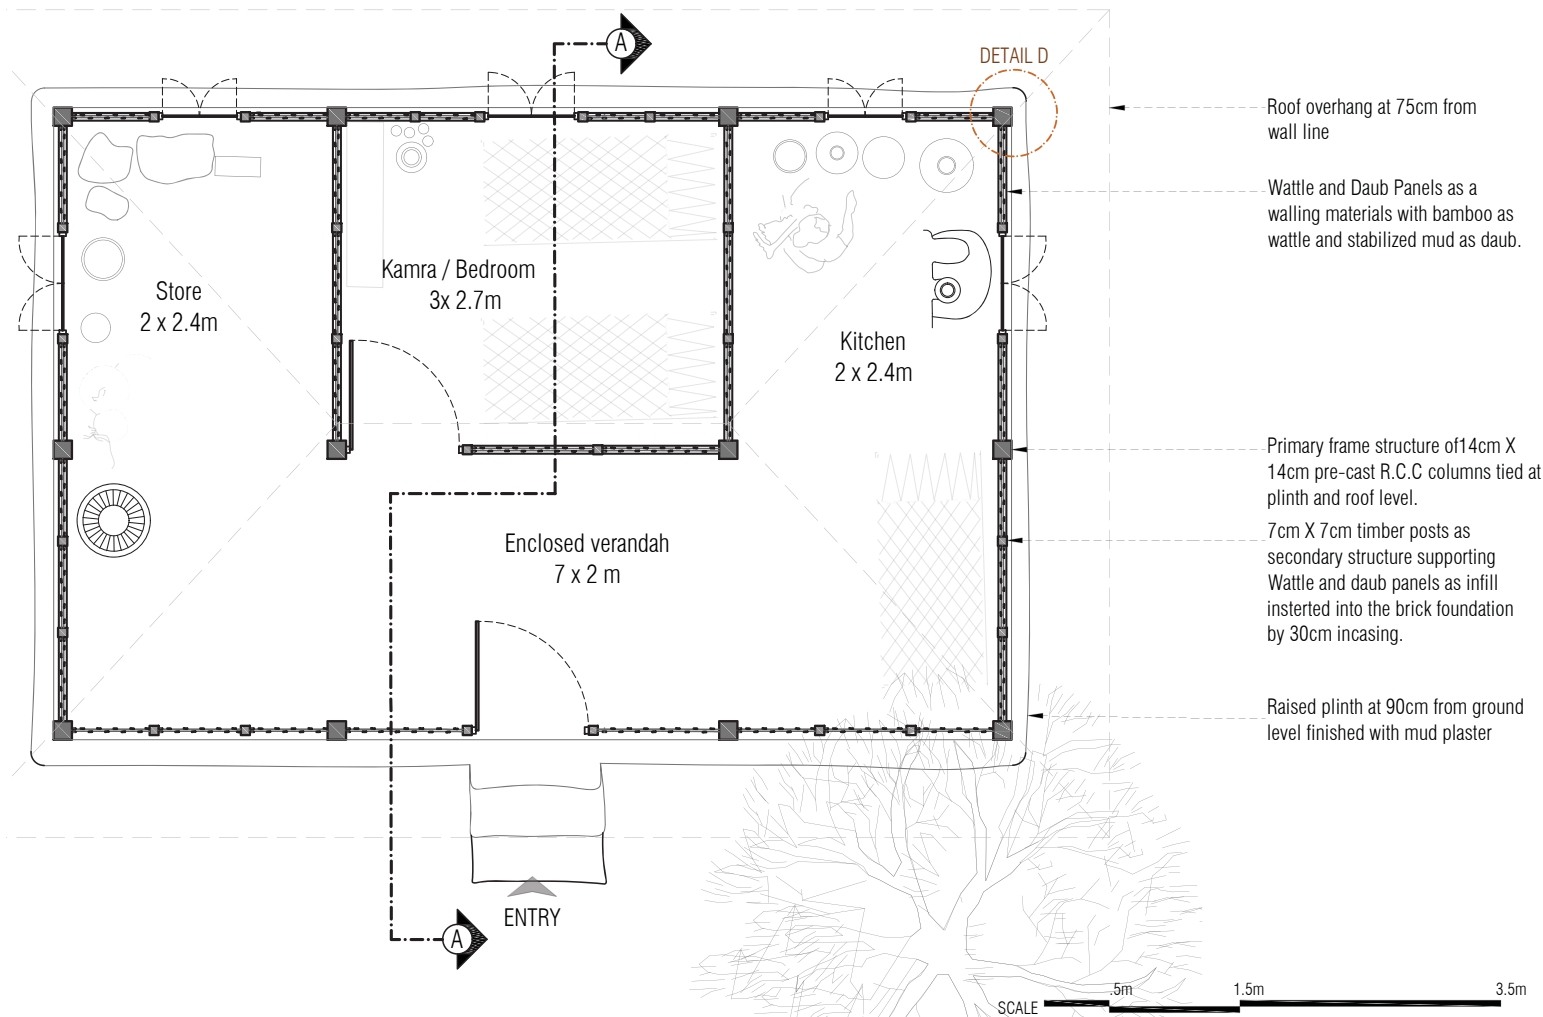 A
DETAIL D
Roof overhang at 75cm from
wall line
Wattle and Daub Panels as a
walling materials with bamboo as
wattle and stabilized mud as daub.
Kamra / Bedroom
3x 2.7m
Store
2 x 2.4m
Kitchen
2 x 2.4m
Primary frame structure of14cm X
14cm pre-cast R.C.C columns tied at
plinth and roof level.
7cm X 7cm timber posts as
secondary structure supporting
Wattle and daub panels as infill
insterted into the brick foundation
by 30cm incasing.
Enclosed verandah
7 x 2 m
Raised plinth at 90cm from ground
level finished with mud plaster
ENTRY
A
SCALE
.5m
1.5m
3.5m